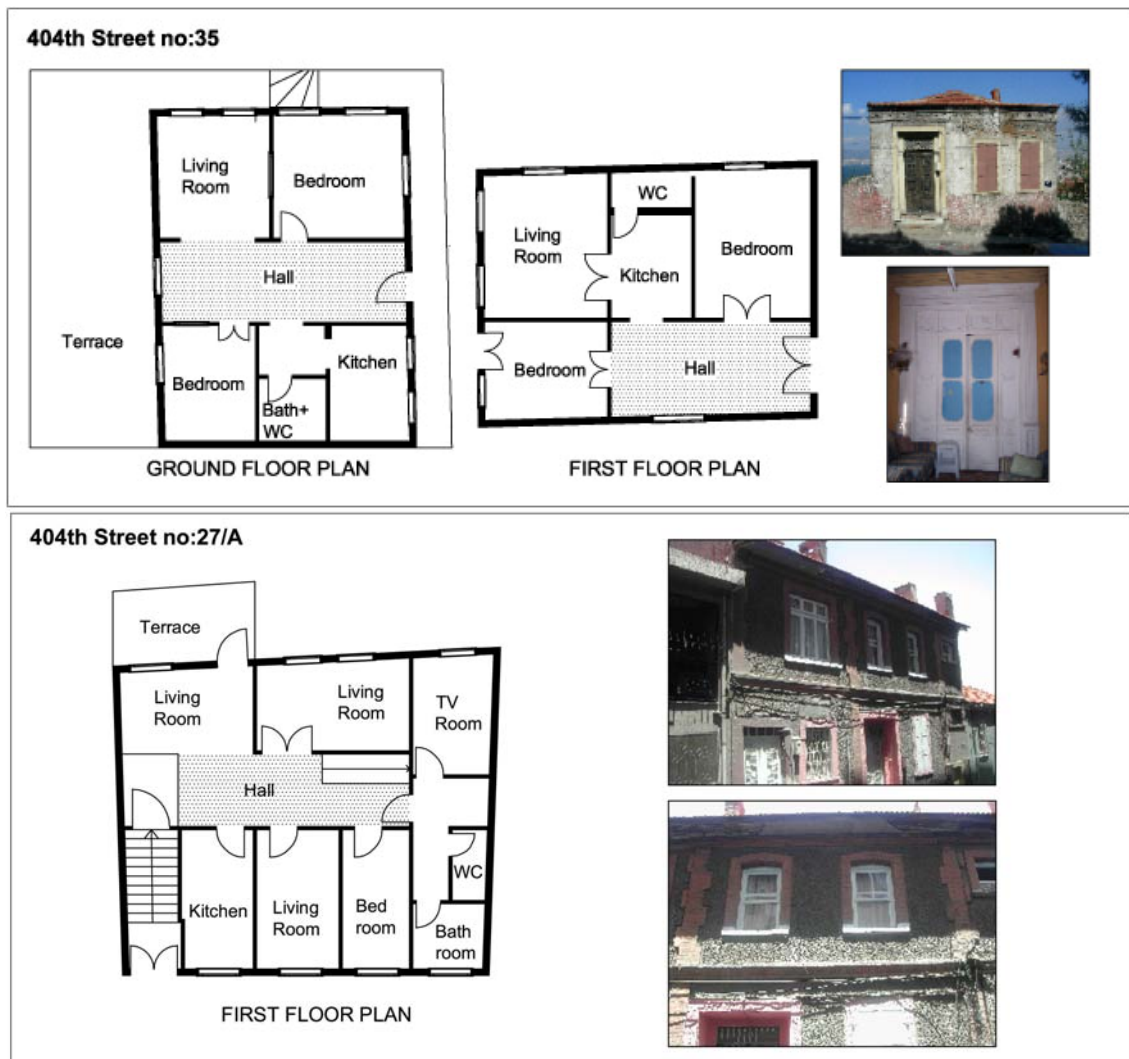 404th Street no:35
Living
Room
Bedroom
Hall
Terrace
Bedroom
Kitchen
Bath+
WC
GROUND FLOOR PLAN
WC
Living
Room
Bedroom
Kitchen
Bedroom
Hall
FIRST FLOOR PLAN
404th Street no:27/A
Terrace
Living
Room
Living
Room
TV
Room
Hall
WC
Kitchen
Living
Room
Bed
room
Bath
room
FIRST FLOOR PLAN